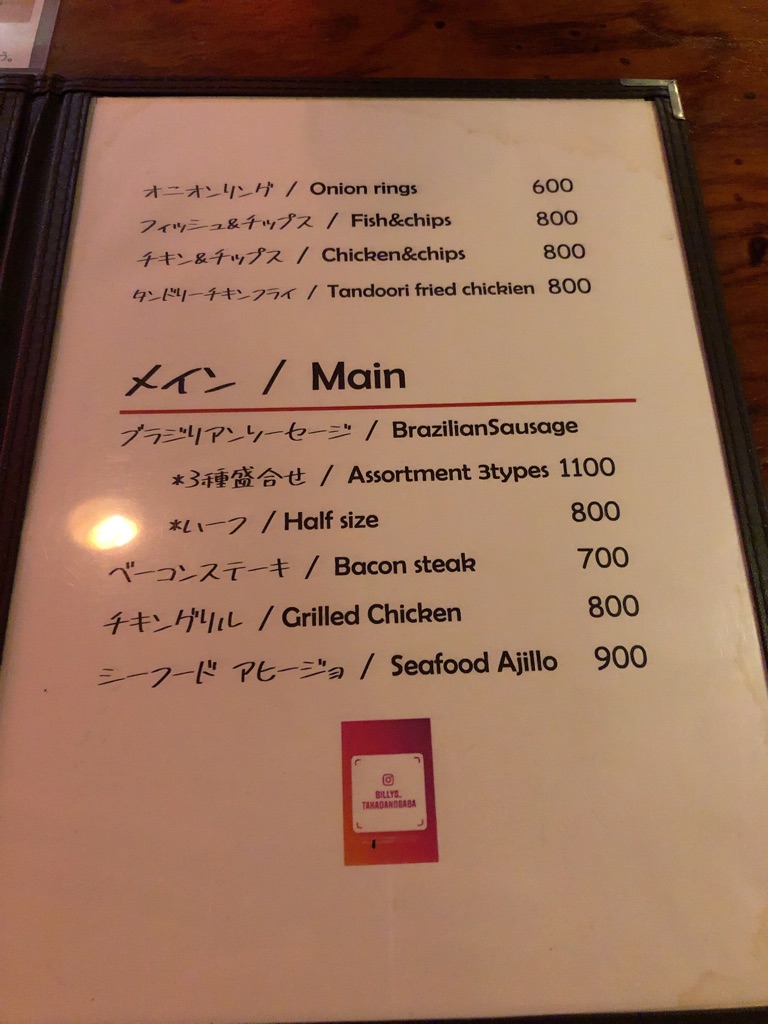 う。
オニオンリング / Onion rings 600
フィッシュ&チップス / Fish&chips 800
チキン&チップス / Chicken&chips 800
タンドリーチキンフライ / Tandoori fried chickien 800
メイン / Main
ブラジリアンソーセージ / BrazilianSausage
*3種盛合せ / Assortment 3types 1100
*ハーフ / Half size 800
ベーコンステーキ / Bacon steak 700
チキングリル / Grilled Chicken 800
シーフード アヒージョ / Seafood Ajillo 900
BILLYS_
TAKADANOBABA